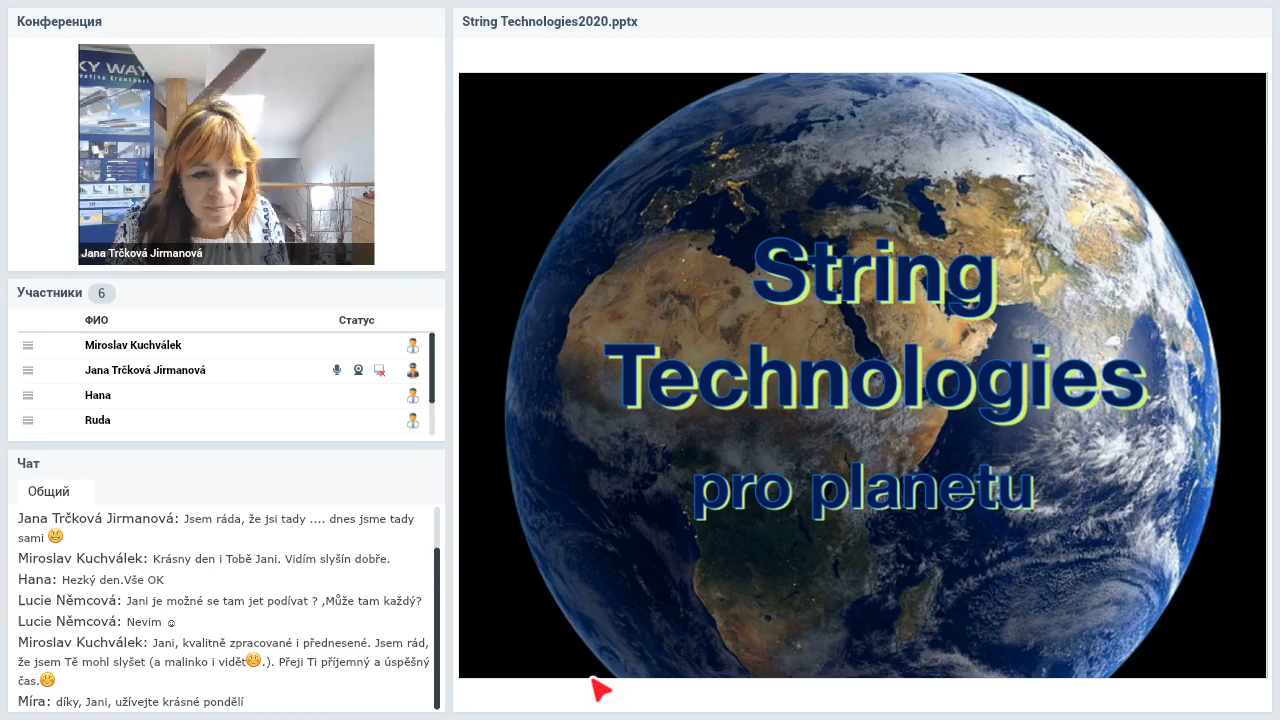 Конференция
KY WAY
Jana Trčková Jirmanová
Участники 6
ФИО Статус
Miroslav Kuchválek
Jana Trčková Jirmanová
Hana
Ruda
Чат
Общий
Jana Trčková Jirmanová: Jsem ráda, že jsi tady .... dnes jsme tady
sami
Miroslav Kuchválek: Krásny den i Tobě Jani. Vidím slyšín dobře.
Hana: Hezký den.Vše OK
Lucie Němcová: Jani je možné se tam jet podívat ? ,Může tam každý?
Lucie Němcová: Nevim ☺
Miroslav Kuchválek: Jani, kvalitně zpracované i přednesené. Jsem rád,
že jsem Tě mohl slyšet (a malinko i vidět.). Přeji Ti příjemný a úspěšný
čas.
Míra: díky, Jani, užívejte krásné pondělí
String Technologies2020.pptx
String
Technologies
pro planetu